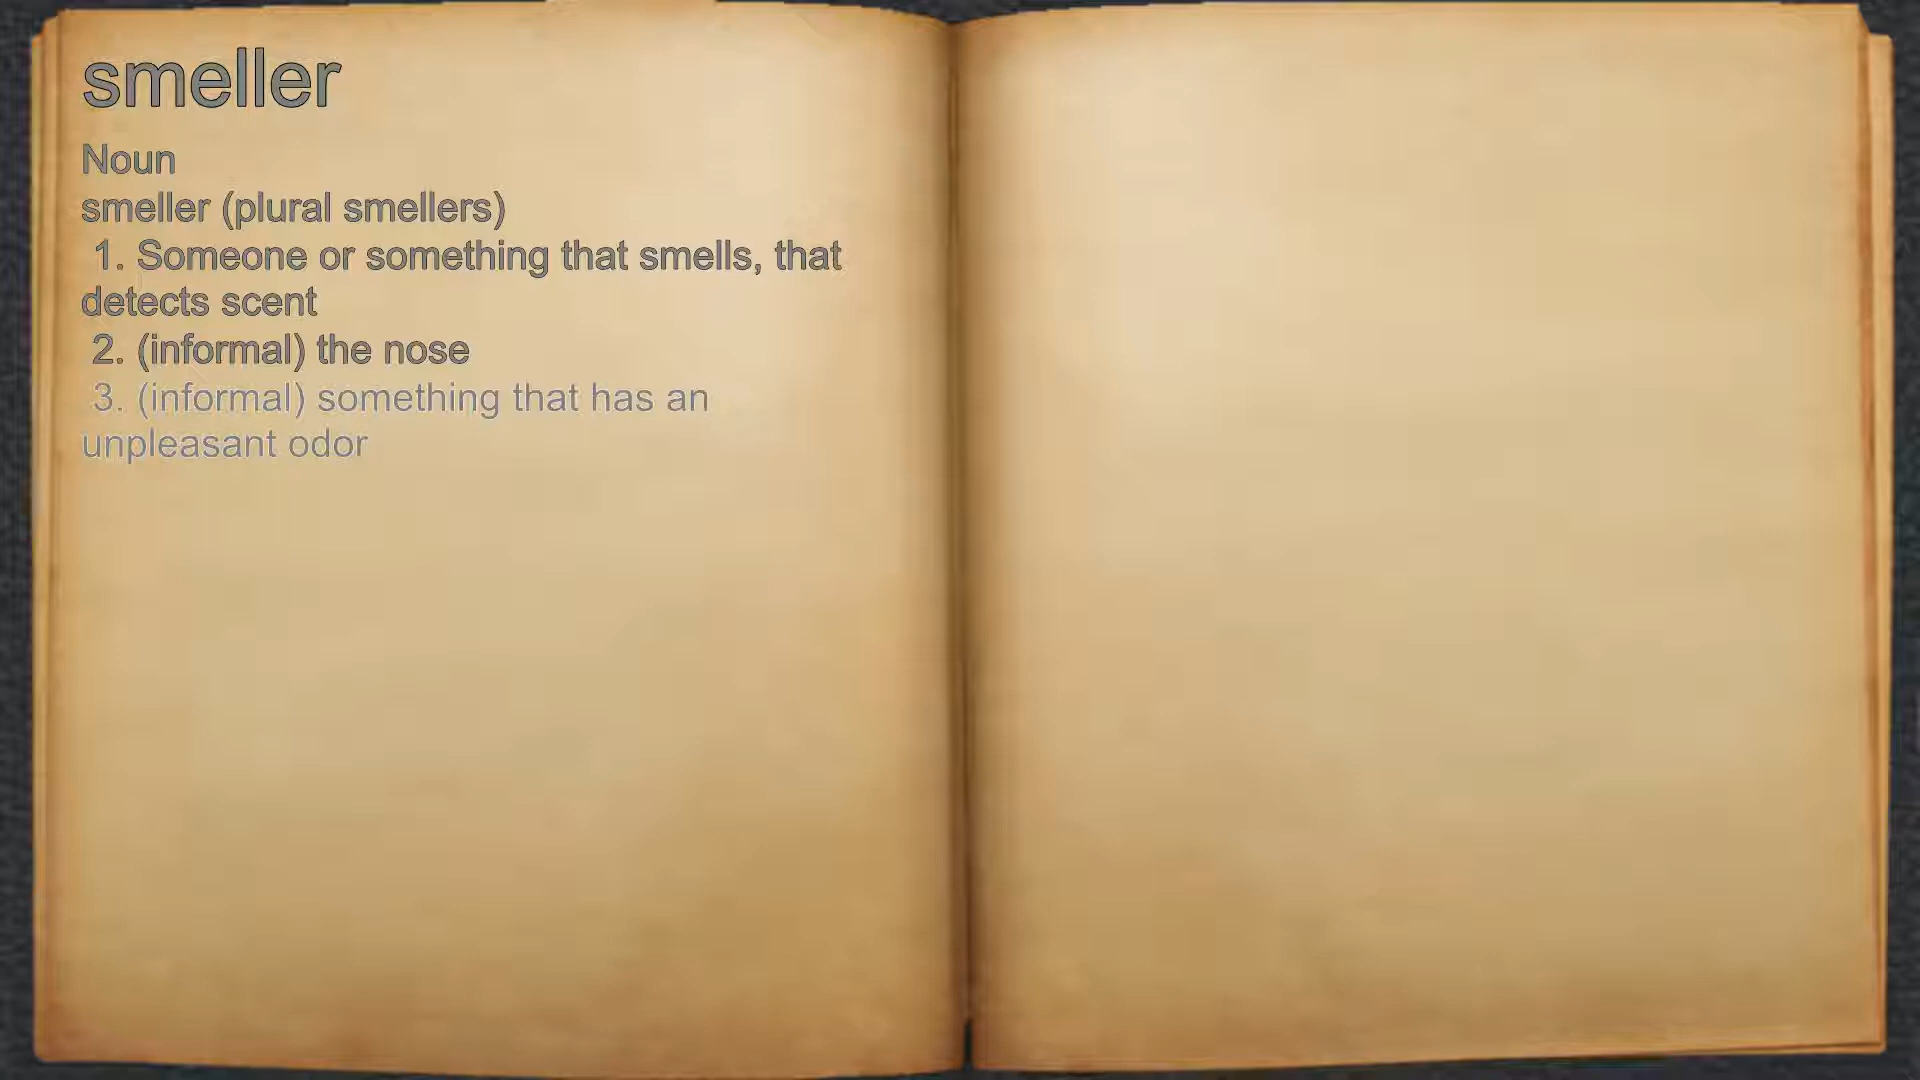 smeller
Noun
smeller (plural smellers)
1. Someone or something that smells, that
detects scent
2. (informal) the nose
3. (informal) something that has an
unpleasant odor